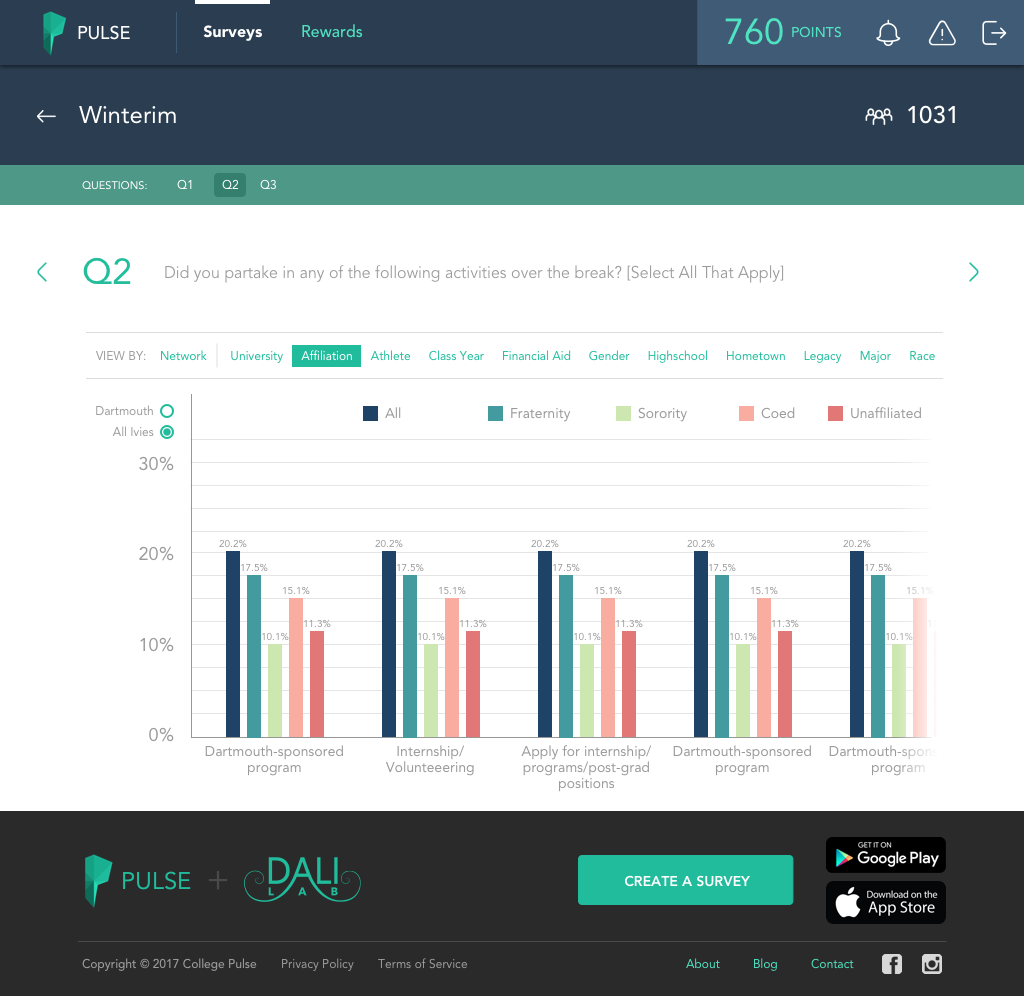 PULSE
Surveys
Rewards
760 POINTS
Winterim
1031
QUESTIONS: Q1 Q2 Q3
Q2
Did you partake in any of the following activities over the break? [Select All That Apply]
VIEW BY: Network University Affiliation Athlete Class Year Financial Aid Gender Highschool Hometown Legacy Major Race
Dartmouth
All Ivies
All Fraternity Sorority Coed Unaffiliated
30%
20%
10%
0%
20.2% 17.5% 10.1% 15.1% 11.3%
20.2% 17.5% 10.1% 15.1% 11.3%
20.2% 17.5% 10.1% 15.1% 11.3%
20.2% 17.5% 10.1% 15.1% 11.3%
20.2% 17.5% 10.1% 15.1%
Dartmouth-sponsored
program
Internship/
Volunteeering
Apply for internship/
programs/post-grad
positions
Dartmouth-sponsored
program
Dartmouth-spons
program
PULSE + DALI
LAB
CREATE A SURVEY
GET IT ON
Google Play
Download on the
App Store
Copyright © 2017 College Pulse Privacy Policy Terms of Service
About Blog Contact